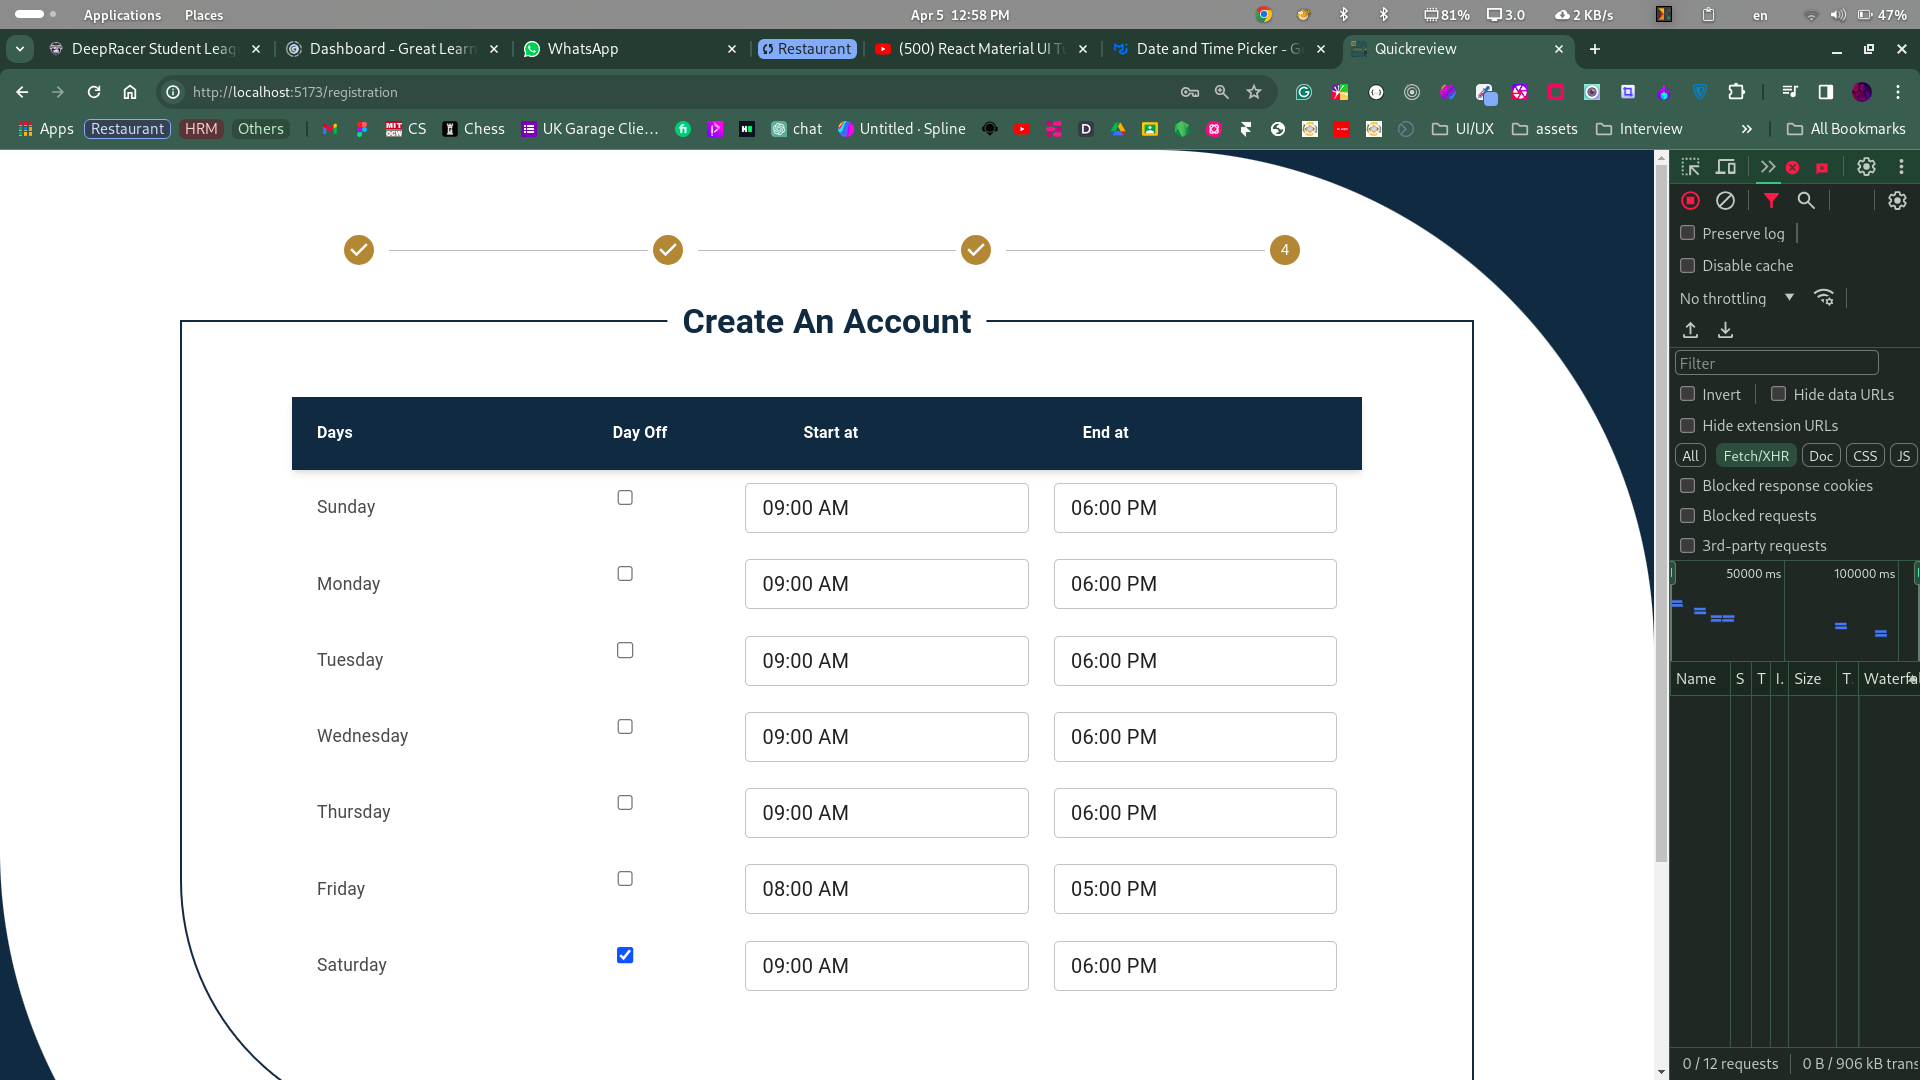 Applications Places Apr 5 12:58 PM 81% 3.0 2 KB/s en 47%
DeepRacer Student Leag Dashboard - Great Learn WhatsApp Restaurant (500) React Material UI Tu Date and Time Picker - G Quickreview
http://localhost:5173/registration
Apps Restaurant HRM Others CS Chess UK Garage Clie... chat Untitled · Spline UI/UX assets Interview All Bookmarks
4
Create An Account
Days Day Off Start at End at
Sunday 09:00 AM 06:00 PM
Monday 09:00 AM 06:00 PM
Tuesday 09:00 AM 06:00 PM
Wednesday 09:00 AM 06:00 PM
Thursday 09:00 AM 06:00 PM
Friday 08:00 AM 05:00 PM
Saturday 09:00 AM 06:00 PM
Preserve log
Disable cache
No throttling
Filter
Invert Hide data URLs
Hide extension URLs
All Fetch/XHR Doc CSS JS
Blocked response cookies
Blocked requests
3rd-party requests
50000 ms 100000 ms
Name S T I. Size T. Waterfal
0 / 12 requests 0 B / 906 kB trans